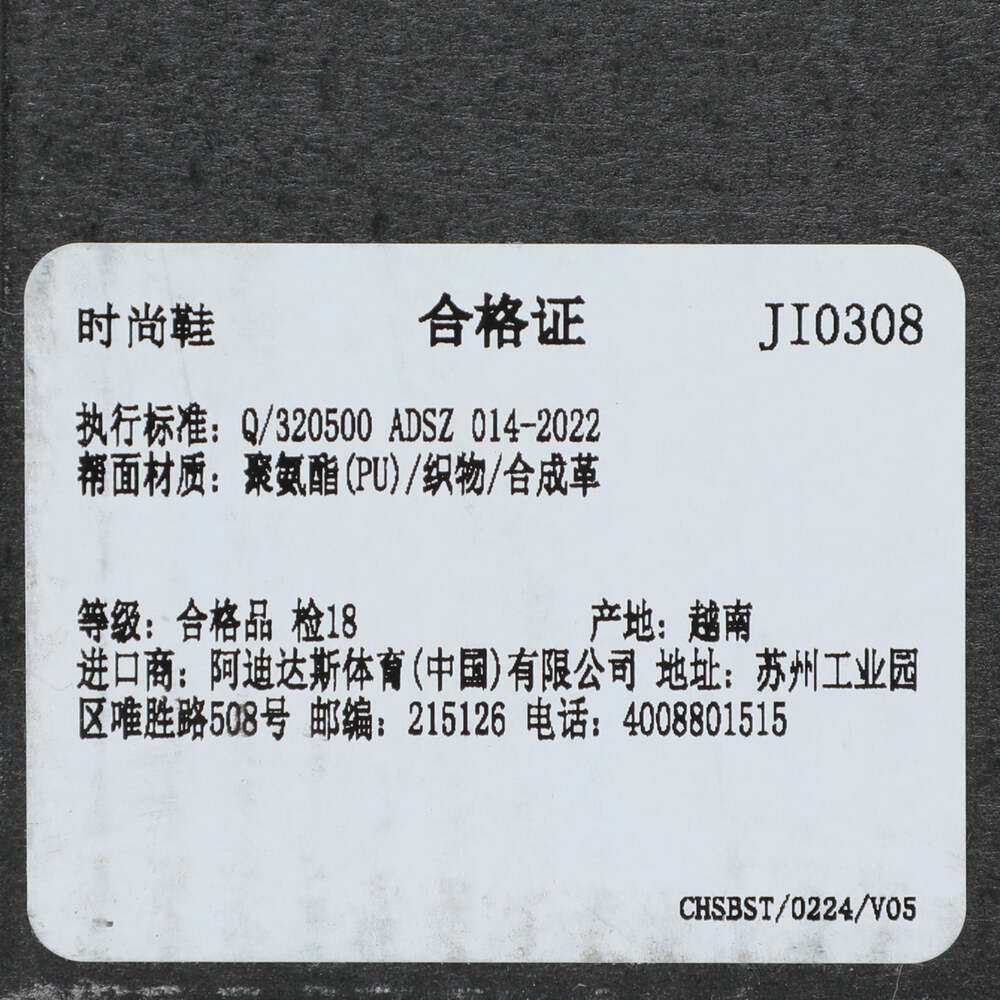 时尚鞋 合格证 JI0308
执行标准: Q/320500 ADSZ 014-2022
帮面材质: 聚氨酯(PU)/织物/合成革
等级: 合格品 检18 产地: 越南
进口商: 阿迪达斯体育(中国)有限公司 地址: 苏州工业园
区唯胜路508号 邮编: 215126 电话: 4008801515
CHSBST/0224/V05